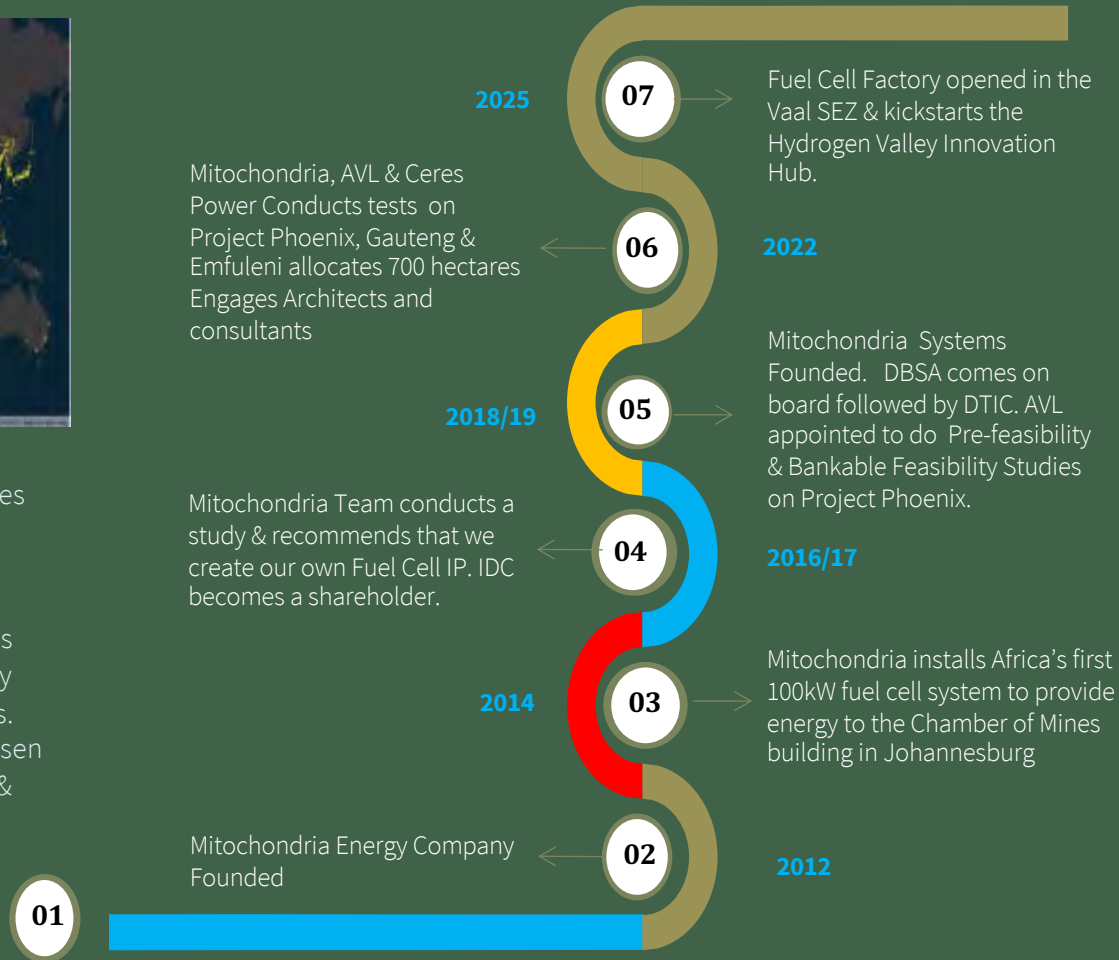 2025
07
Fuel Cell Factory opened in the
Vaal SEZ & kickstarts the
Hydrogen Valley Innovation
Hub.
Mitochondria, AVL & Ceres
Power Conducts tests on
Project Phoenix, Gauteng &
Emfuleni allocates 700 hectares
Engages Architects and
consultants
06
2022
2018/19
05
Mitochondria Systems
Founded. DBSA comes on
board followed by DTIC. AVL
appointed to do Pre-feasibility
& Bankable Feasibility Studies
on Project Phoenix.
Mitochondria Team conducts a
study & recommends that we
create our own Fuel Cell IP. IDC
becomes a shareholder.
04
2016/17
2014
03
Mitochondria installs Africa’s first
100kW fuel cell system to provide
energy to the Chamber of Mines
building in Johannesburg
&
Mitochondria Energy Company
Founded
02
2012
01